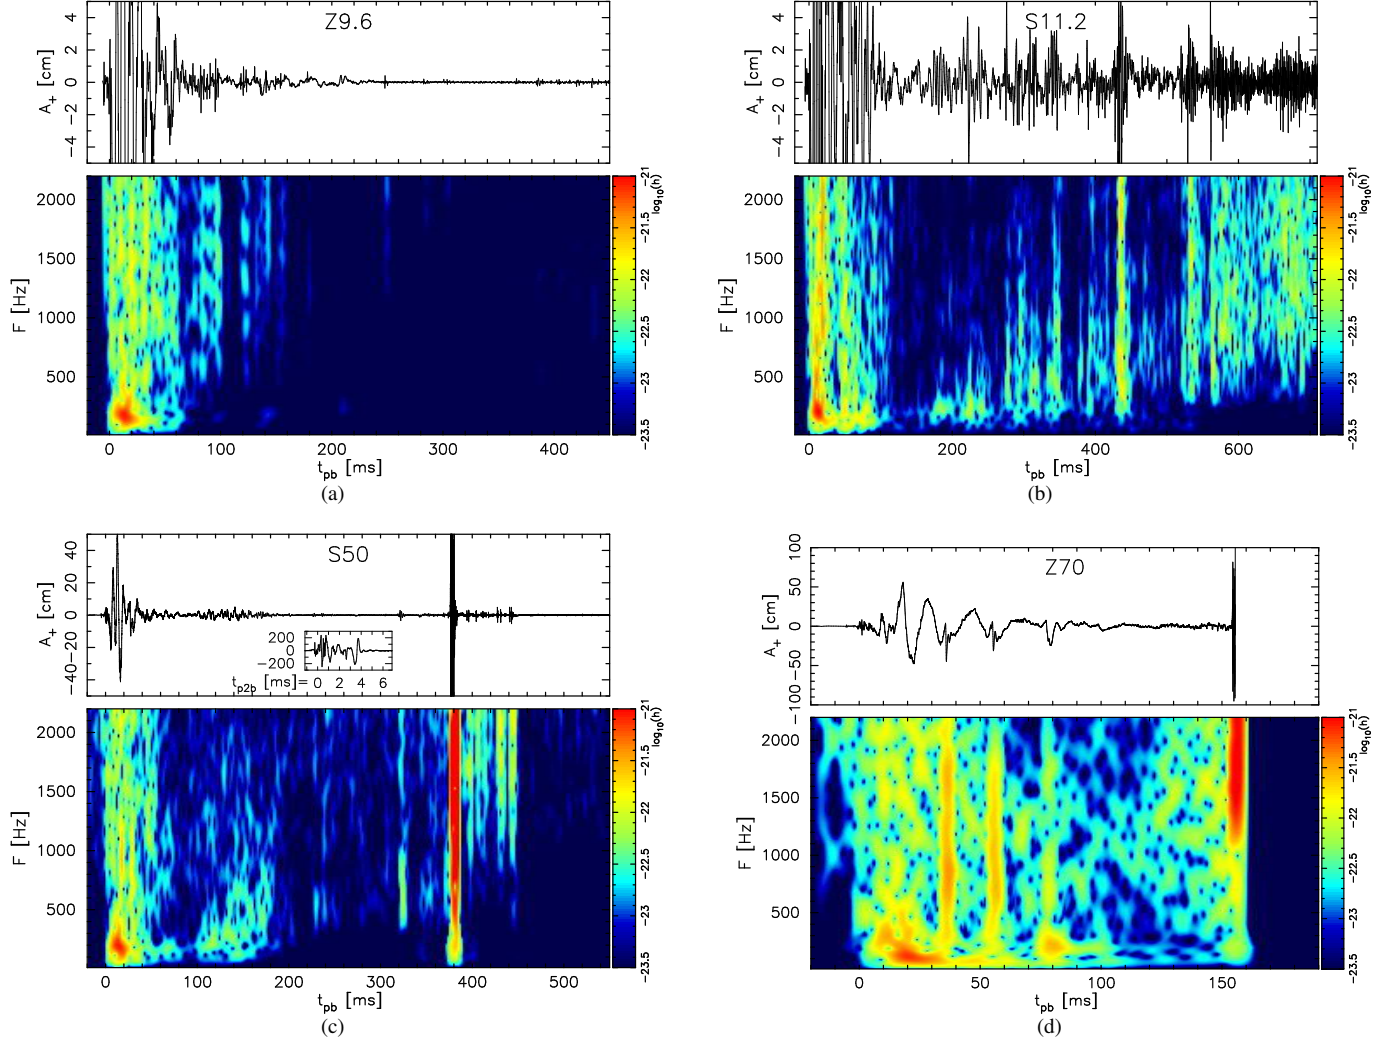 Z9.6
A+ [cm]
4
2
0
−2
−4
F [Hz]
2000
1500
1000
500
0 100 200 300 400
tpb [ms]
−21
−21.5
−22
−22.5
−23
−23.5
log10(h)
(a)
S11.2
A+ [cm]
4
2
0
−2
−4
F [Hz]
2000
1500
1000
500
0 200 400 600
tpb [ms]
−21
−21.5
−22
−22.5
−23
−23.5
log10(h)
(b)
S50
A+ [cm]
40
20
0
−20
−40
200
0
−200
tp2b [ms]= 0 2 4 6
F [Hz]
2000
1500
1000
500
0 100 200 300 400 500
tpb [ms]
−21
−21.5
−22
−22.5
−23
−23.5
log10(h)
(c)
Z70
A+ [cm]
100
50
0
−50
−100
F [Hz]
2000
1500
1000
500
0 50 100 150
tpb [ms]
−21
−21.5
−22
−22.5
−23
−23.5
log10(h)
(d)